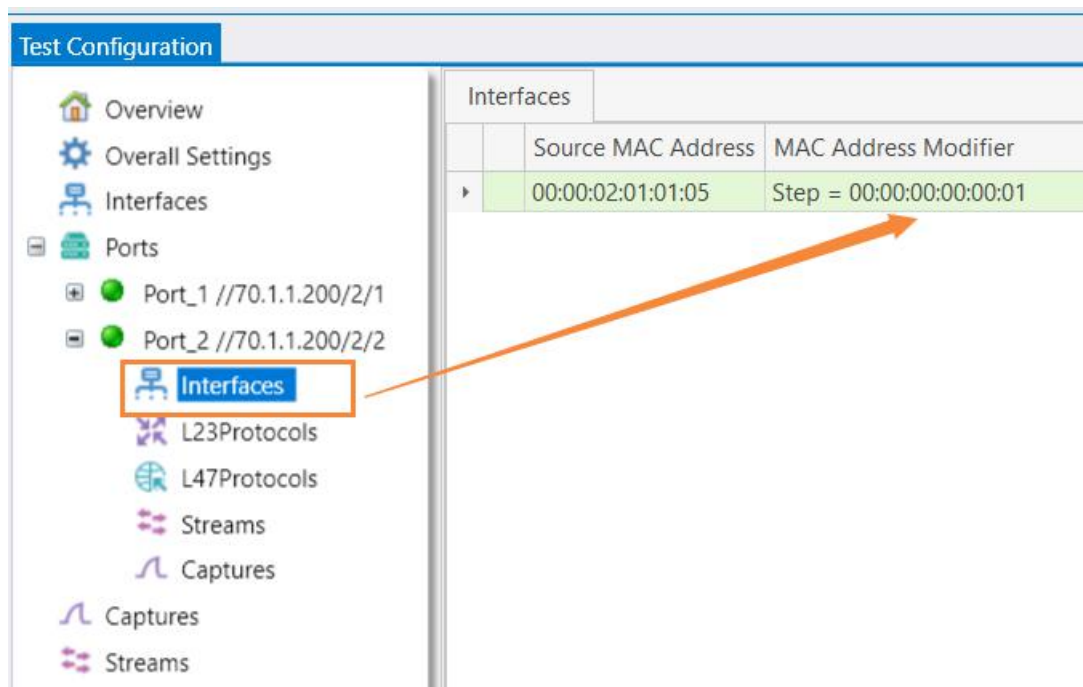 Test Configuration
Overview
Overall Settings
Interfaces
Ports
Port_1 //70.1.1.200/2/1
Port_2 //70.1.1.200/2/2
Interfaces
L23Protocols
L47Protocols
Streams
Captures
Captures
Streams
Interfaces
Source MAC Address MAC Address Modifier
00:00:02:01:01:05 Step = 00:00:00:00:00:01